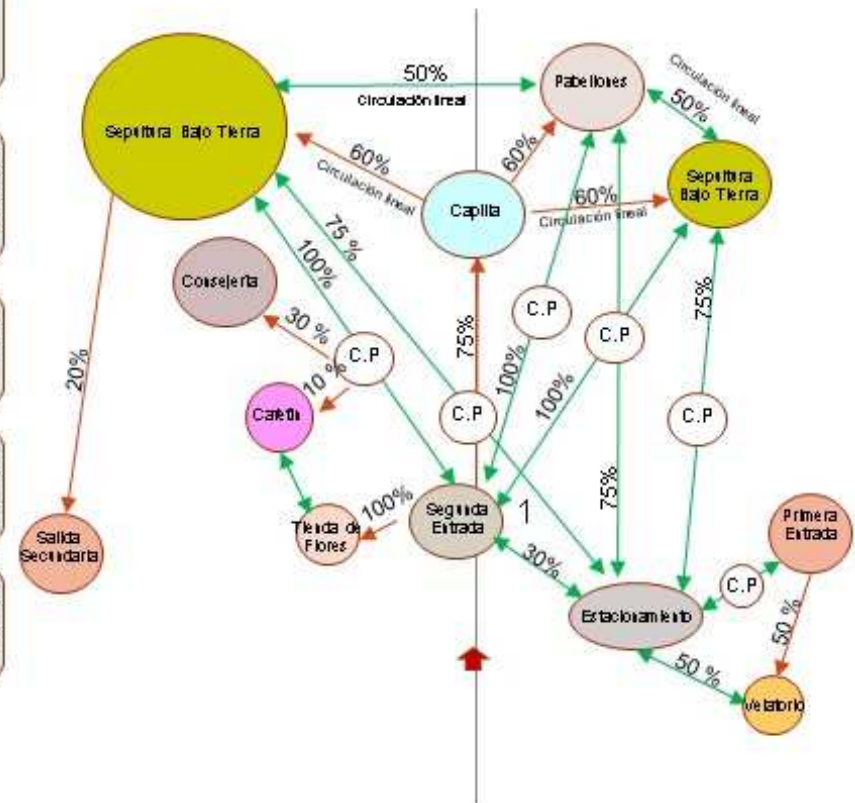 50%
Circulación lineal
Pabellones
Circulación lineal
50%
Sepultura Bajo Tierra
60%
Circulación lineal
60%
Capilla
60%
Circulación lineal
Sepultura
Bajo Tierra
75 %
100%
Consejería
30 %
C.P
10 %
20%
75%
C.P
100%
C.P
100%
C.P
75%
75%
C.P
Cafetín
100%
Tienda de
Flores
Segunda
Entrada
1
30%
Salida
Secundaria
Primera
Entrada
C.P
Estacionamiento
50 %
50 %
Velatorio